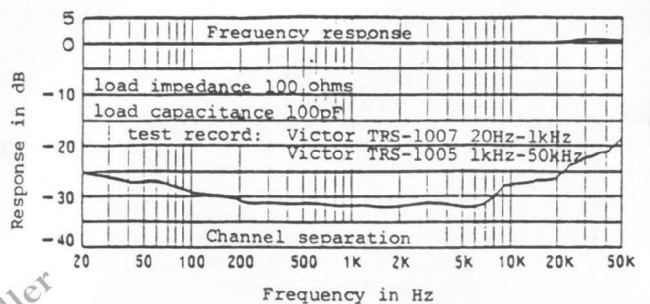 5
Frequency response
0
load impedance 100 ohms
-10
load capacitance 100pF
test record: Victor TRS-1007 20Hz-1kHz
-20
Victor TRS-1005 1kHz-50kHz
-30
Channel separation
-40
Response in dB
20 50 100 200 500 1K 2K 5K 10K 20K 50K
Frequency in Hz
ller